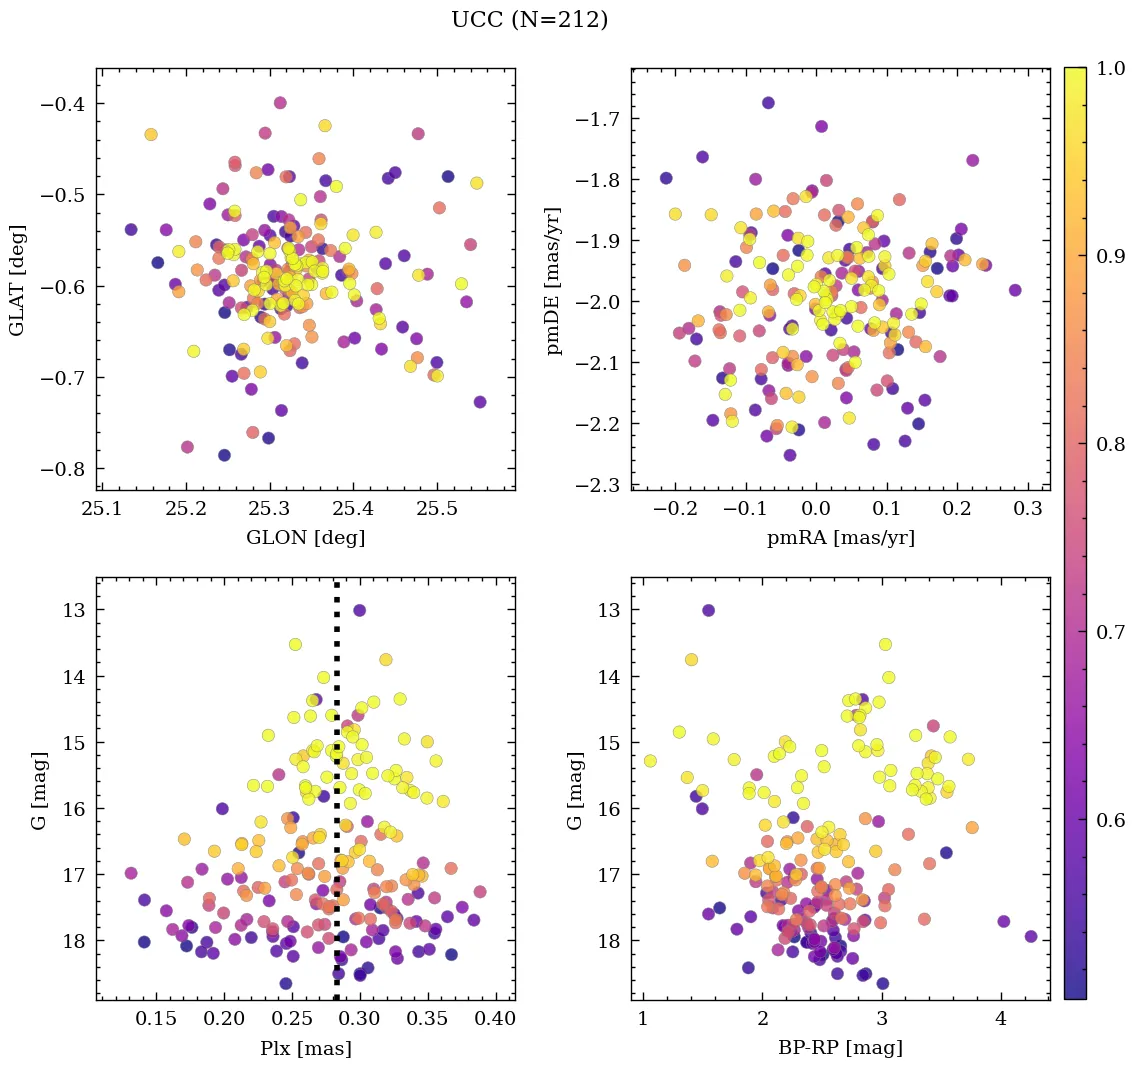 UCC (N=212)
−0.4
−0.5
−0.6
−0.7
−0.8
GLAT [deg]
25.1 25.2 25.3 25.4 25.5
GLON [deg]
−1.7
−1.8
−1.9
−2.0
−2.1
−2.2
−2.3
pmDE [mas/yr]
−0.2 −0.1 0.0 0.1 0.2 0.3
pmRA [mas/yr]
1.0
0.9
0.8
0.7
0.6
13
14
15
16
17
18
G [mag]
0.15 0.20 0.25 0.30 0.35 0.40
Plx [mas]
13
14
15
16
17
18
G [mag]
1 2 3 4
BP-RP [mag]